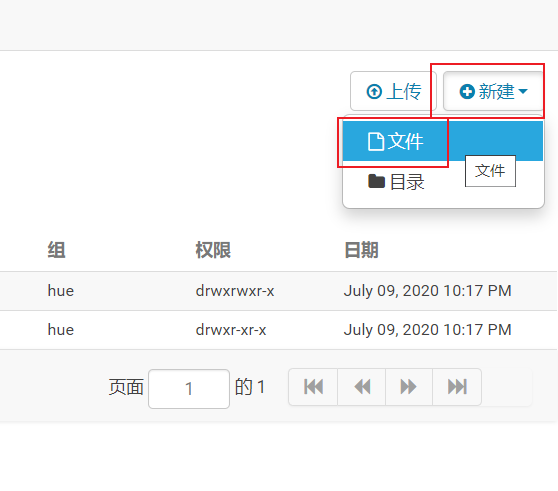 上传 新建
文件
目录
文件
组 权限 日期
hue drwxrwxr-x July 09, 2020 10:17 PM
hue drwxr-xr-x July 09, 2020 10:17 PM
页面 1 的 1